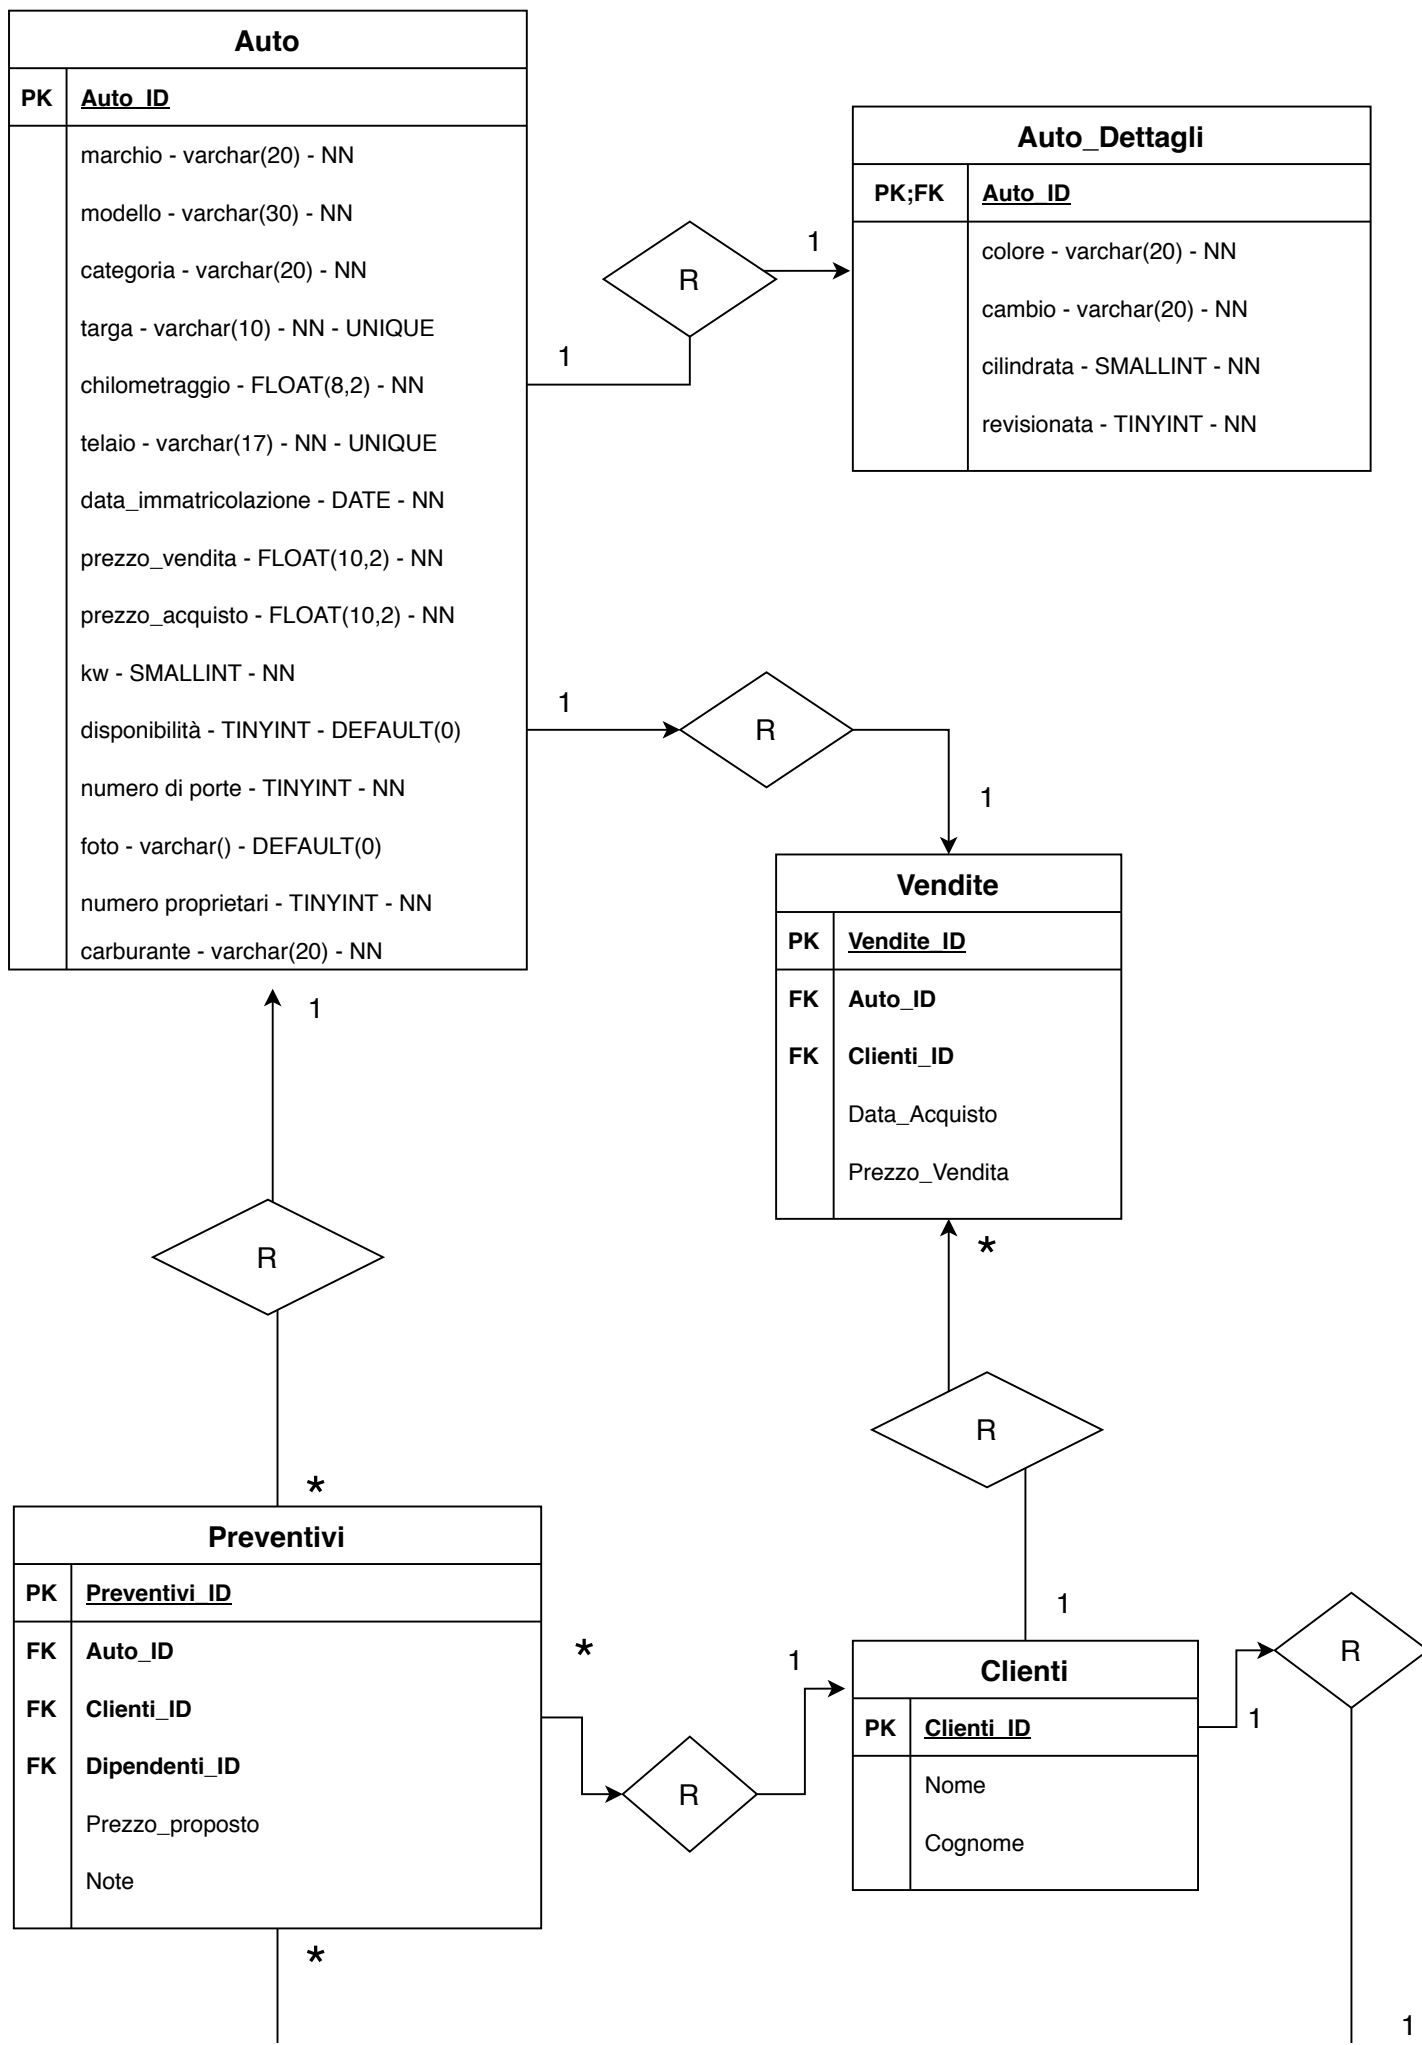 Auto
PK Auto_ID
marchio - varchar(20) - NN
modello - varchar(30) - NN
categoria - varchar(20) - NN
targa - varchar(10) - NN - UNIQUE
chilometraggio - FLOAT(8,2) - NN
telaio - varchar(17) - NN - UNIQUE
data_immatricolazione - DATE - NN
prezzo_vendita - FLOAT(10,2) - NN
prezzo_acquisto - FLOAT(10,2) - NN
kw - SMALLINT - NN
disponibilità - TINYINT - DEFAULT(0)
numero di porte - TINYINT - NN
foto - varchar() - DEFAULT(0)
numero proprietari - TINYINT - NN
carburante - varchar(20) - NN
1
R
1
Auto_Dettagli
PK;FK Auto_ID
colore - varchar(20) - NN
cambio - varchar(20) - NN
cilindrata - SMALLINT - NN
revisionata - TINYINT - NN
1
R
1
Vendite
PK Vendite_ID
FK Auto_ID
FK Clienti_ID
Data_Acquisto
Prezzo_Vendita
1
R
*
*
R
1
Preventivi
PK Preventivi_ID
FK Auto_ID
FK Clienti_ID
FK Dipendenti_ID
Prezzo_proposto
Note
*
R
1
Clienti
PK Clienti_ID
Nome
Cognome
1
R
*
1